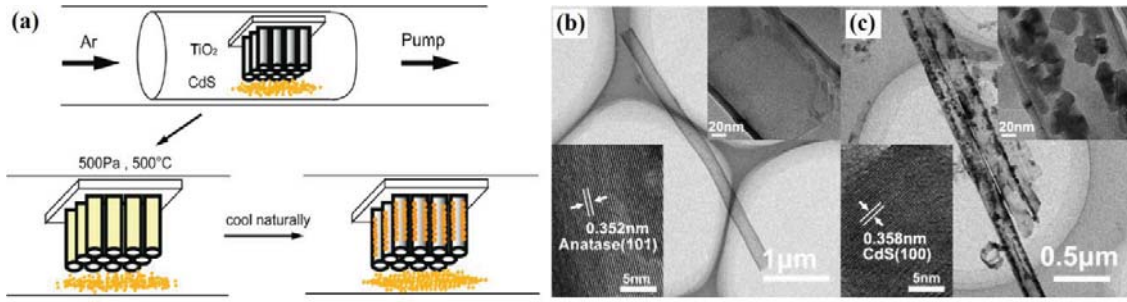 (a)
Ar
TiO₂
CdS
Pump
500Pa , 500°C
cool naturally
(b)
20nm
0.352nm
Anatase(101)
5nm
1μm
(c)
20nm
0.358nm
CdS(100)
5nm
0.5μm